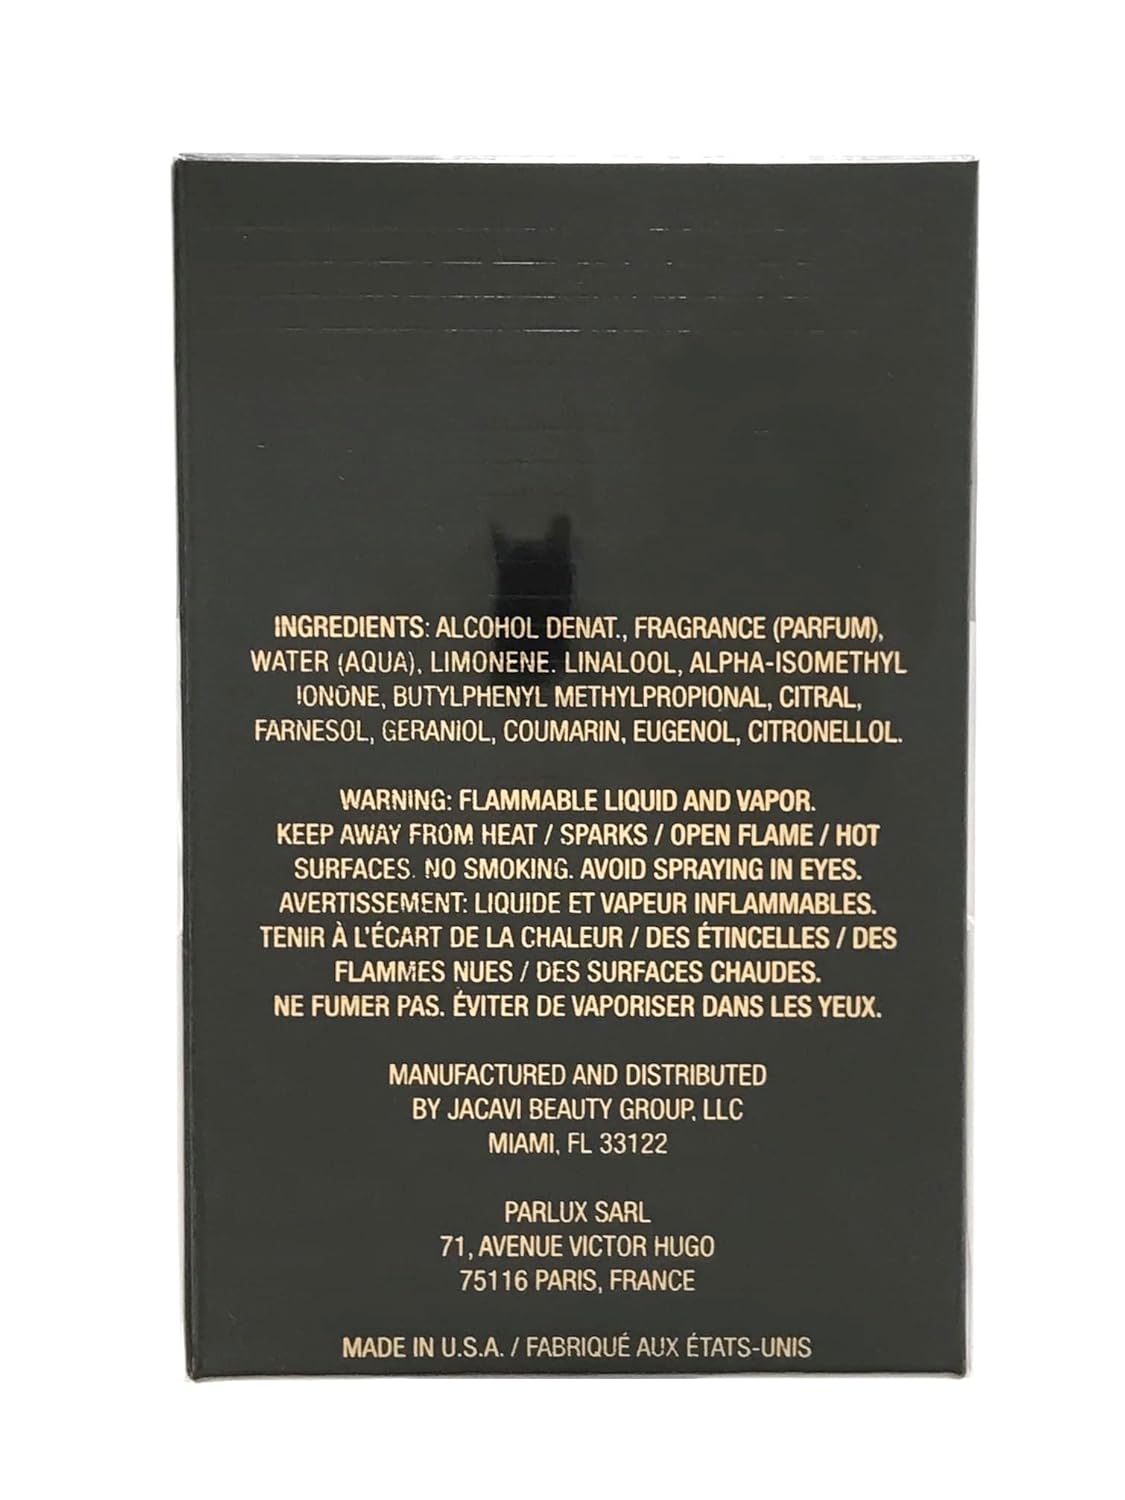 INGREDIENTS: ALCOHOL DENAT., FRAGRANCE (PARFUM),
WATER (AQUA), LIMONENE. LINALOOL, ALPHA-ISOMETHYL
IONONE, BUTYLPHENYL METHYLPROPIONAL, CITRAL,
FARNESOL, GERANIOL, COUMARIN, EUGENOL, CITRONELLOL.
WARNING: FLAMMABLE LIQUID AND VAPOR.
KEEP AWAY FROM HEAT / SPARKS / OPEN FLAME / HOT
SURFACES. NO SMOKING. AVOID SPRAYING IN EYES.
AVERTISSEMENT: LIQUIDE ET VAPEUR INFLAMMABLES.
TENIR À L'ÉCART DE LA CHALEUR / DES ÉTINCELLES / DES
FLAMMES NUES / DES SURFACES CHAUDES.
NE FUMER PAS. ÉVITER DE VAPORISER DANS LES YEUX.
MANUFACTURED AND DISTRIBUTED
BY JACAVI BEAUTY GROUP, LLC
MIAMI, FL 33122
PARLUX SARL
71, AVENUE VICTOR HUGO
75116 PARIS, FRANCE
MADE IN U.S.A. / FABRIQUÉ AUX ÉTATS-UNIS